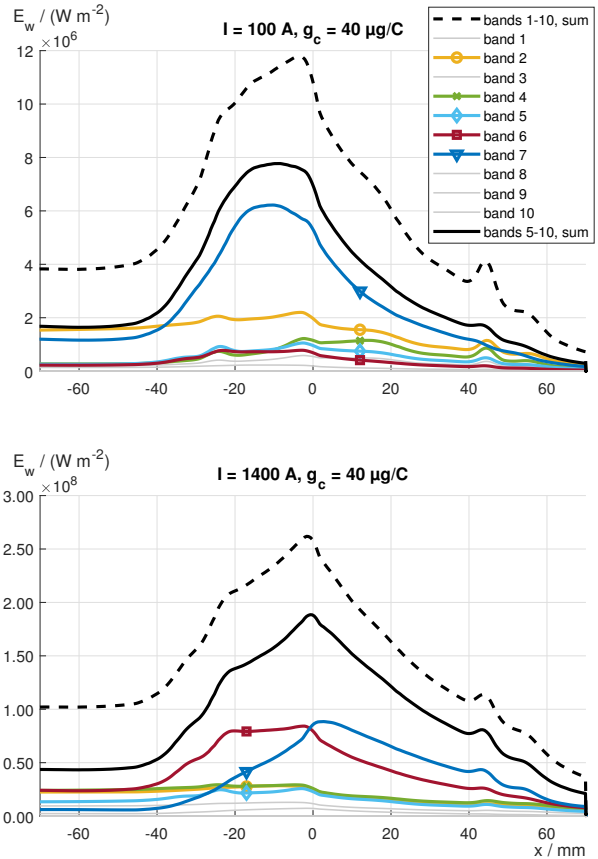 E_w / (W m^-2)
×10^6
I = 100 A, g_c = 40 µg/C
12
10
8
6
4
2
0
-60 -40 -20 0 20 40 60
bands 1-10, sum
band 1
band 2
band 3
band 4
band 5
band 6
band 7
band 8
band 9
band 10
bands 5-10, sum
E_w / (W m^-2)
×10^8
I = 1400 A, g_c = 40 µg/C
3.00
2.50
2.00
1.50
1.00
0.50
0.00
-60 -40 -20 0 20 40 60
x / mm